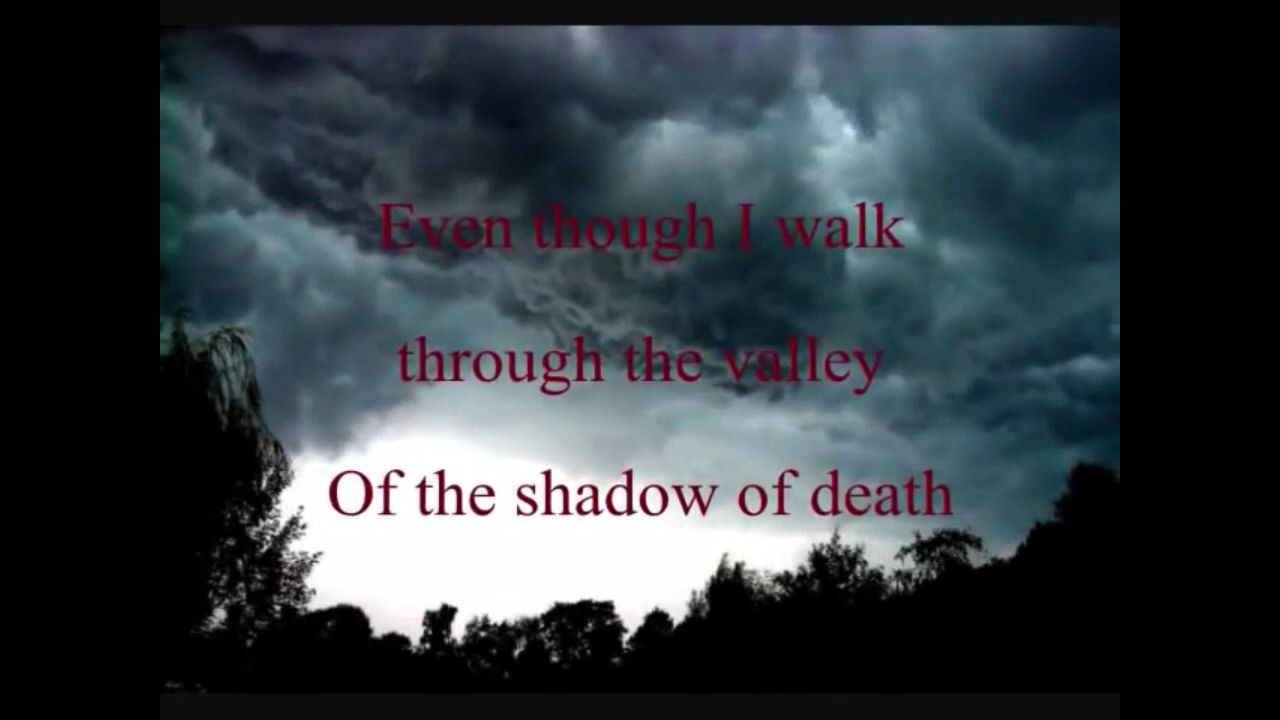 Even though I walk
through the valley
Of the shadow of death